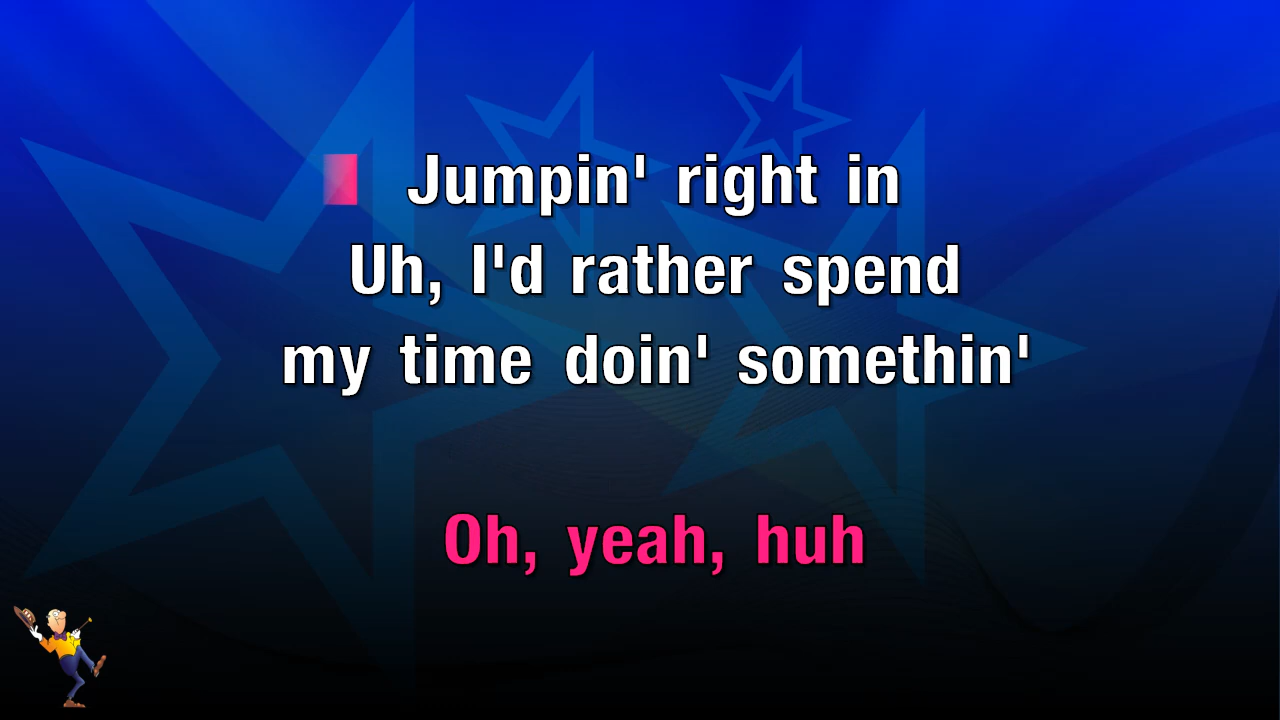 Jumpin' right in
Uh, I'd rather spend
my time doin' somethin'
Oh, yeah, huh